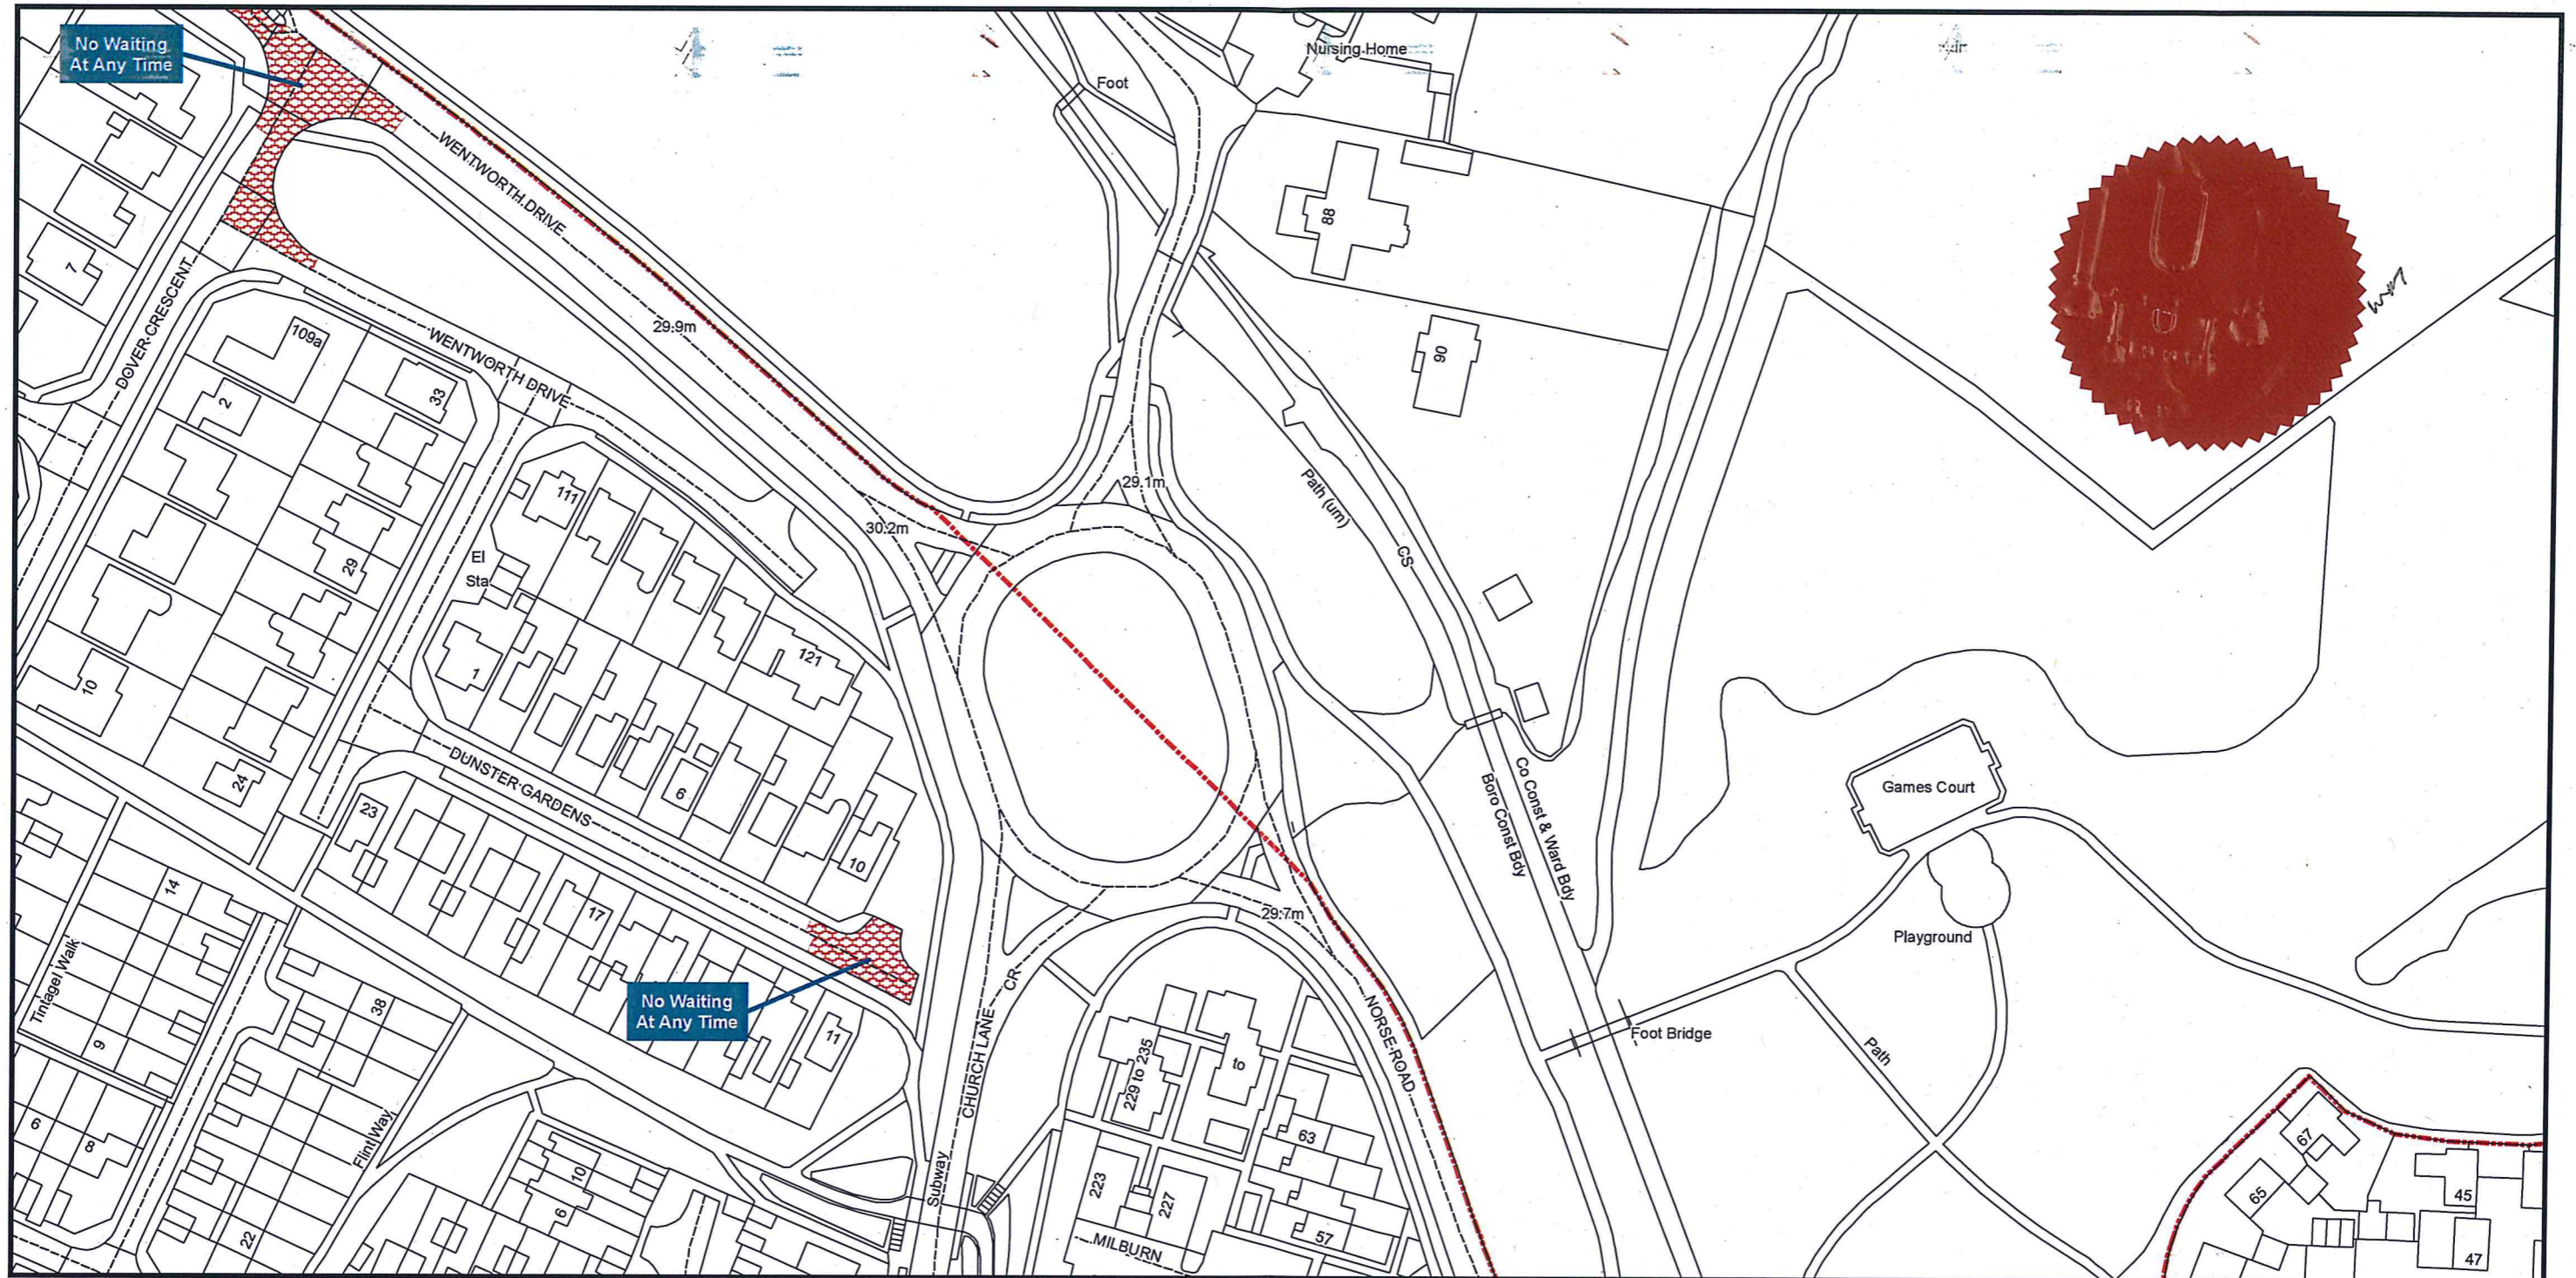 No Waiting
At Any Time
Nursing Home
Foot
WENTWORTH DRIVE
88
7
DOVER CRESCENT
29.9m
109a
WENTWORTH DRIVE
90
33
2
29.1m
111
30.2m
Path (um)
CS
El
Sta
29
121
1
10
DUNSTER GARDENS
24
6
23
10
Co Const & Ward Bdy
Boro Const Bdy
Games Court
14
17
29.7m
Playground
Tintagel Walk
CR
No Waiting
At Any Time
38
11
CHURCH LANE
NORSE ROAD
Foot Bridge
Path
9
229 to 235
to
6
8
Flint Way
63
67
10
6
Subway
223
227
65
45
22
57
MILBURN
47